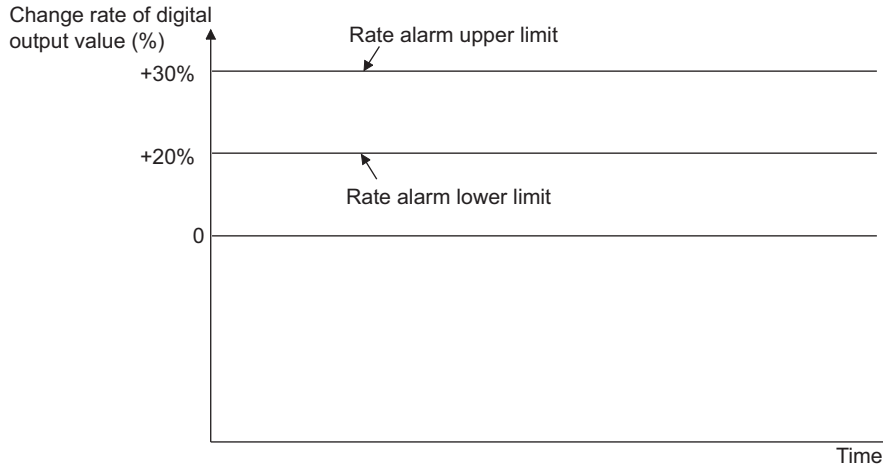 Change rate of digital
output value (%)
Rate alarm upper limit
+30%
+20%
Rate alarm lower limit
0
Time